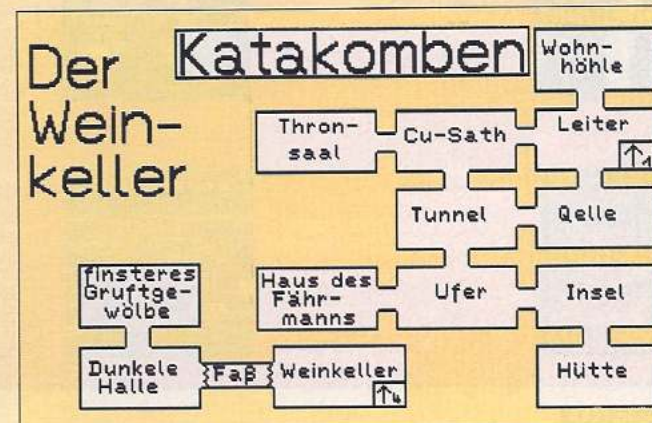 Der
Wein-
keller
Katakomben
Wohn-
höhle
Thron-
saal
Cu-Sath
Leiter
Tunnel
Qelle
finsteres
Gruftge-
wölbe
Haus des
Fähr-
manns
Ufer
Insel
Dunkele
Halle
Faß
Weinkeller
↑4
Hütte